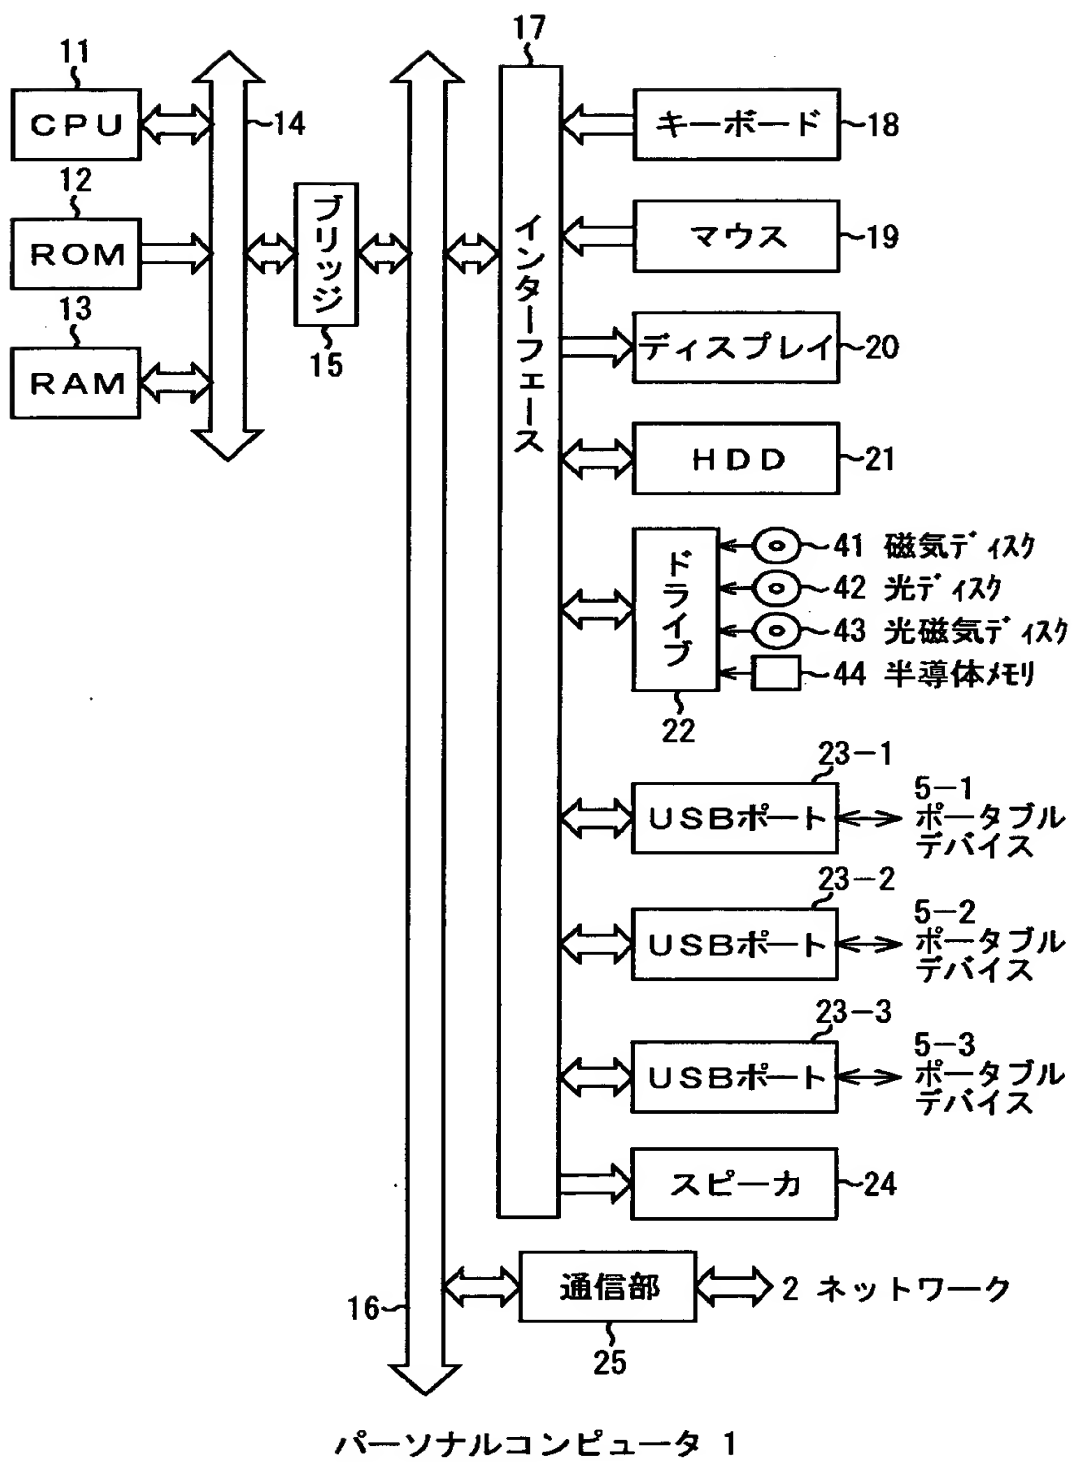 17
11
CPU
14
キーボード
18
12
ROM
ブリッジ
15
インターフェース
マウス
19
13
RAM
ディスプレイ
20
HDD
21
ドライブ
22
41 磁気ディスク
42 光ディスク
43 光磁気ディスク
44 半導体メモリ
23-1
USBポート
5-1
ポータブル
デバイス
23-2
USBポート
5-2
ポータブル
デバイス
23-3
USBポート
5-3
ポータブル
デバイス
スピーカ
24
16
通信部
25
2 ネットワーク
パーソナルコンピュータ 1